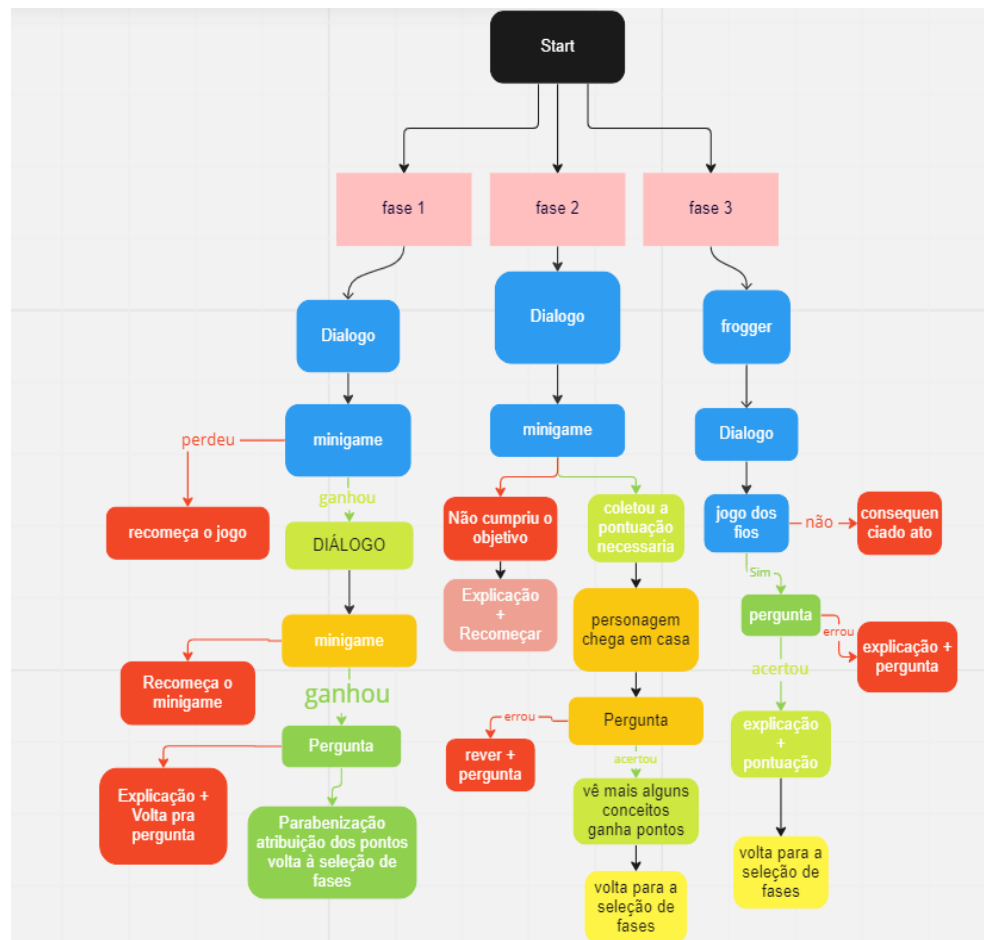 Start
fase 1
fase 2
fase 3
Dialogo
Dialogo
frogger
minigame
minigame
Dialogo
perdeu
ganhou
recomeça o jogo
DIÁLOGO
Não cumpriu o
objetivo
coletou a
pontuação
necessaria
jogo dos
fios
não
consequen
ciado ato
Explicação
+
Recomeçar
personagem
chega em casa
Sim
pergunta
errou
explicação +
pergunta
acertou
minigame
Recomeça o
minigame
ganhou
Pergunta
Explicação +
Volta pra
pergunta
Parabenização
atribuição dos pontos
volta à seleção de
fases
Pergunta
errou
rever +
pergunta
acertou
vê mais alguns
conceitos
ganha pontos
volta para a
seleção de
fases
explicação
+
pontuação
volta para a
seleção de
fases